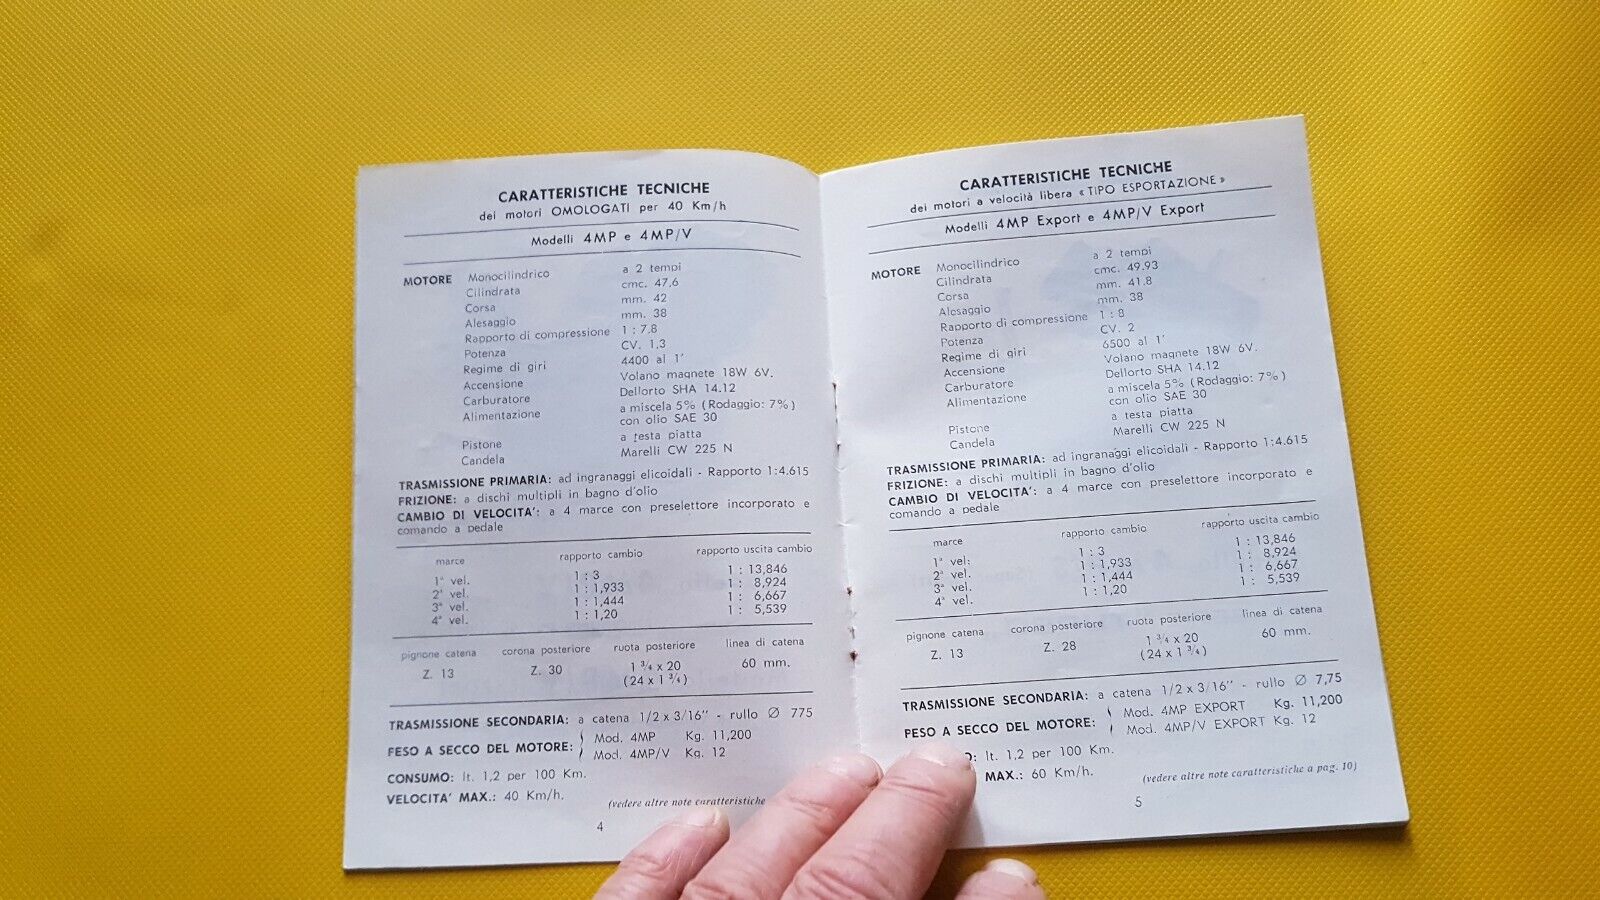 CARATTERISTICHE TECNICHE
dei motori OMOLOGATI per 40 Km/h
Modelli 4MP e 4MP/V
MOTORE Monocilindrico a 2 tempi
Cilindrata cmc. 47,6
Corsa mm. 42
Alesaggio mm. 38
Rapporto di compressione 1 : 7,8
Potenza CV. 1,3
Regime di giri 4400 al 1'
Accensione Volano magnete 18W 6V.
Carburatore Dellorto SHA 14.12
Alimentazione a miscela 5% (Rodaggio: 7%)
con olio SAE 30
Pistone a testa piatta
Candela Marelli CW 225 N
TRASMISSIONE PRIMARIA: ad ingranaggi elicoidali - Rapporto 1:4.615
FRIZIONE: a dischi multipli in bagno d'olio
CAMBIO DI VELOCITA': a 4 marce con preselettore incorporato e
comando a pedale
marce rapporto cambio rapporto uscita cambio
1ª vel. 1 : 3 1 : 13,846
2ª vel. 1 : 1,933 1 : 8,924
3ª vel. 1 : 1,444 1 : 6,667
4ª vel. 1 : 1,20 1 : 5,539
pignone catena corona posteriore ruota posteriore linea di catena
Z. 13 Z. 30 1 3/4 x 20 60 mm.
(24 x 1 3/4)
TRASMISSIONE SECONDARIA: a catena 1/2 x 3/16" - rullo Ø 775
PESO A SECCO DEL MOTORE: Mod. 4MP Kg. 11,200
Mod. 4MP/V Kg. 12
CONSUMO: lt. 1,2 per 100 Km.
VELOCITA' MAX.: 40 Km/h.
(vedere altre note caratteristiche
4
CARATTERISTICHE TECNICHE
dei motori a velocità libera «TIPO ESPORTAZIONE»
Modelli 4MP Export e 4MP/V Export
MOTORE Monocilindrico a 2 tempi
Cilindrata cmc. 49.93
Corsa mm. 41.8
Alesaggio mm. 38
Rapporto di compressione 1 : 8
Potenza CV. 2
Regime di giri 6500 al 1'
Accensione Volano magnete 18W 6V.
Carburatore Dellorto SHA 14.12
Alimentazione a miscela 5% (Rodaggio: 7%)
con olio SAE 30
Pistone a testa piatta
Candela Marelli CW 225 N
TRASMISSIONE PRIMARIA: ad ingranaggi elicoidali - Rapporto 1:4.615
FRIZIONE: a dischi multipli in bagno d'olio
CAMBIO DI VELOCITA': a 4 marce con preselettore incorporato e
comando a pedale
marce rapporto cambio rapporto uscita cambio
1ª vel: 1 : 3 1 : 13,846
2ª vel. 1 : 1,933 1 : 8,924
3ª vel. 1 : 1,444 1 : 6,667
4ª vel. 1 : 1,20 1 : 5,539
pignone catena corona posteriore ruota posteriore linea di catena
Z. 13 Z. 28 1 3/4 x 20 60 mm.
(24 x 1 3/4)
TRASMISSIONE SECONDARIA: a catena 1/2 x 3/16" - rullo Ø 7,75
PESO A SECCO DEL MOTORE: Mod. 4MP EXPORT Kg. 11,200
Mod. 4MP/V EXPORT Kg. 12
O: lt. 1,2 per 100 Km.
MAX.: 60 Km/h.
(vedere altre note caratteristiche a pag. 10)
5